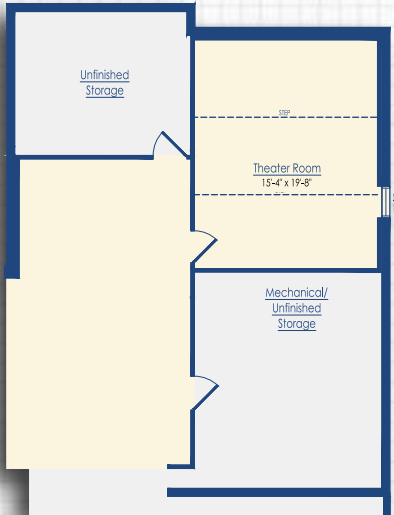 Unfinished
Storage
STEP
Theater Room
15'-4" x 19'-8"
Mechanical/
Unfinished
Storage